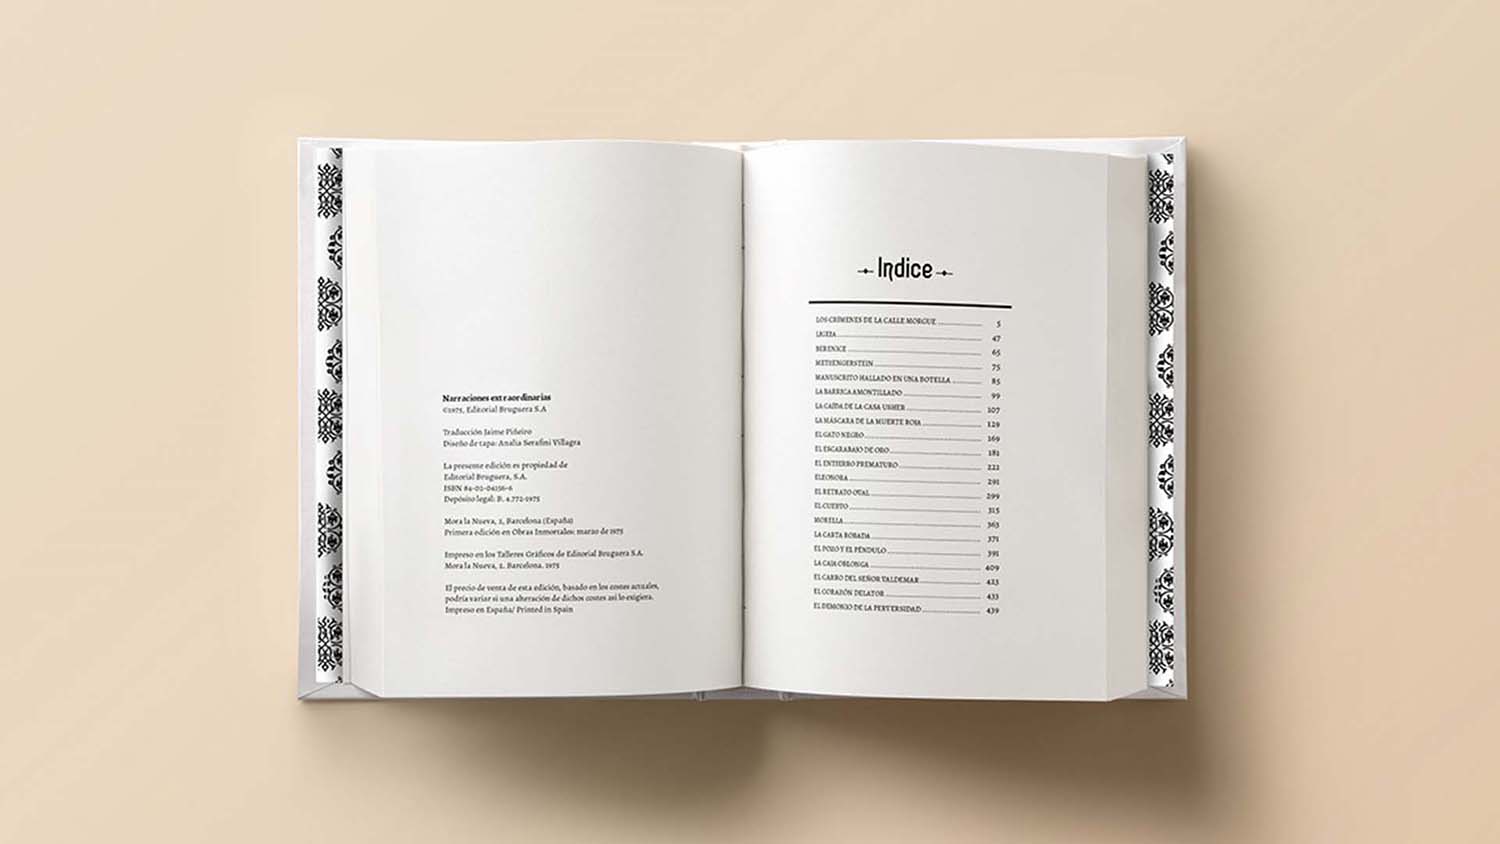 Narraciones extraordinarias
©1975, Editorial Bruguera S.A
Traducción Jaime Piñeiro
Diseño de tapa: Analia Serafini Villagra
La presente edición es propiedad de
Editorial Bruguera, S.A.
ISBN 84-02-04156-6
Depósito legal: B. 4.772-1975
Mora la Nueva, 2, Barcelona (España)
Primera edición en Obras Inmortales: marzo de 1975
Impreso en los Talleres Gráficos de Editorial Bruguera S.A.
Mora la Nueva, 2. Barcelona. 1975
El precio de venta de esta edición, basado en los costes actuales,
podría variar si una alteración de dichos costes así lo exigiera.
Impreso en España/ Printed in Spain
Indice
LOS CRÍMENES DE LA CALLE MORGUE 5
LIGEIA 47
BERENICE 65
METSENGERSTEIN 75
MANUSCRITO HALLADO EN UNA BOTELLA 85
LA BARRICA AMONTILLADO 99
LA CAÍDA DE LA CASA USHER 107
LA MÁSCARA DE LA MUERTE ROJA 129
EL GATO NEGRO 169
EL ESCARABAJO DE ORO 181
EL ENTIERRO PREMATURO 222
ELEONORA 291
EL RETRATO OVAL 299
EL CUERVO 315
MORELLA 363
LA CARTA ROBADA 371
EL POZO Y EL PÉNDULO 391
LA CAJA OBLONGA 409
EL CARRO DEL SEÑOR VALDEMAR 423
EL CORAZÓN DELATOR 433
EL DEMONIO DE LA PERVERSIDAD 439